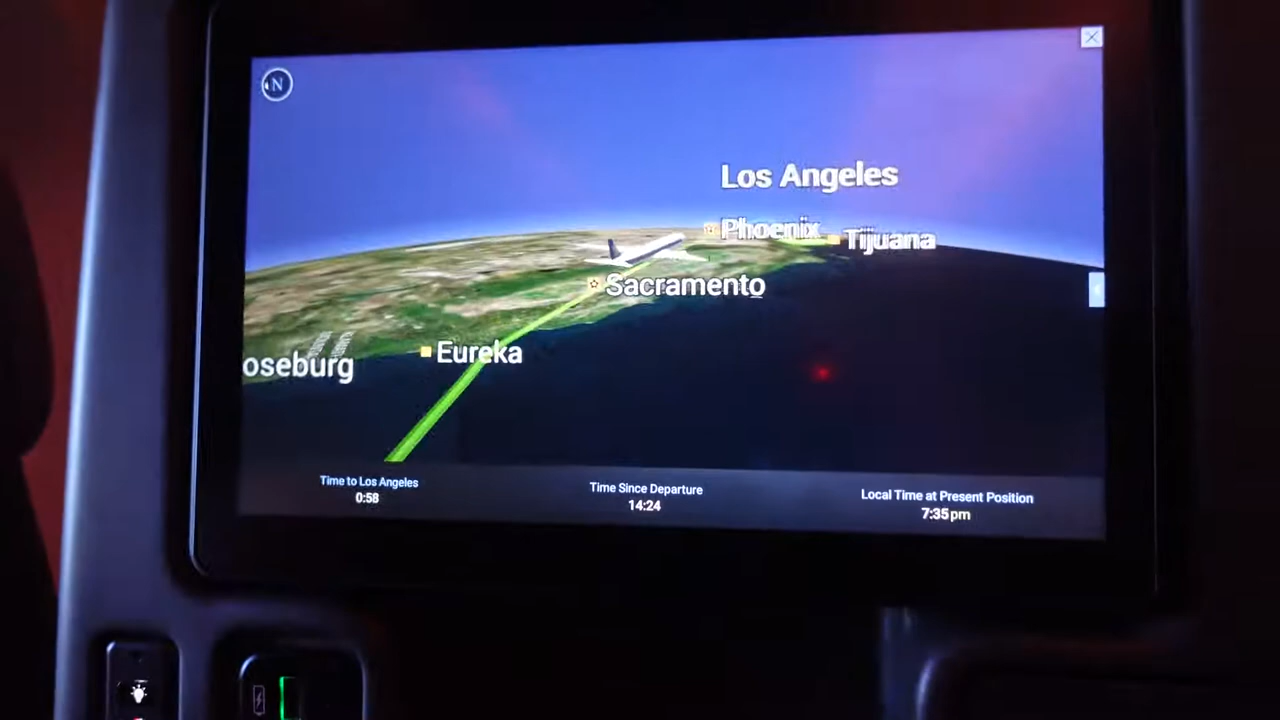 N
Los Angeles
Phoenix
Tijuana
Sacramento
Eureka
oseburg
Time to Los Angeles
0:58
Time Since Departure
14:24
Local Time at Present Position
7:35pm